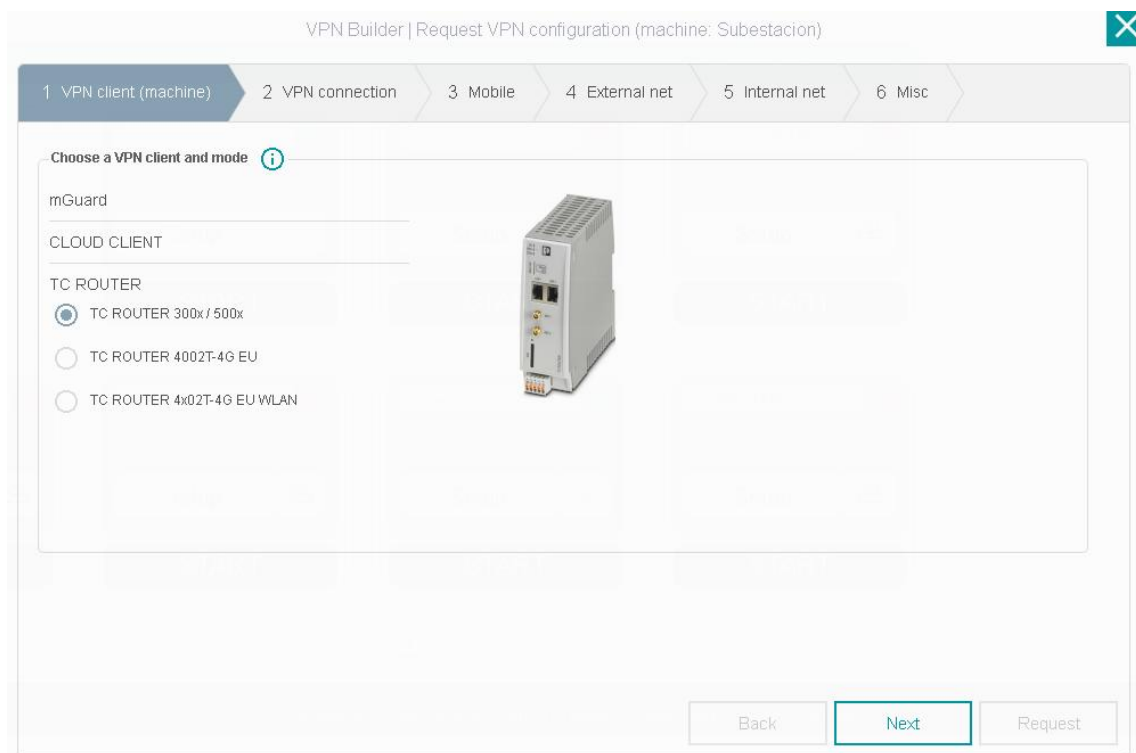 VPN Builder | Request VPN configuration (machine: Subestacion)
1 VPN client (machine) 2 VPN connection 3 Mobile 4 External net 5 Internal net 6 Misc
Choose a VPN client and mode
mGuard
CLOUD CLIENT
TC ROUTER
TC ROUTER 300x / 500x
TC ROUTER 4002T-4G EU
TC ROUTER 4x02T-4G EU WLAN
Back Next Request